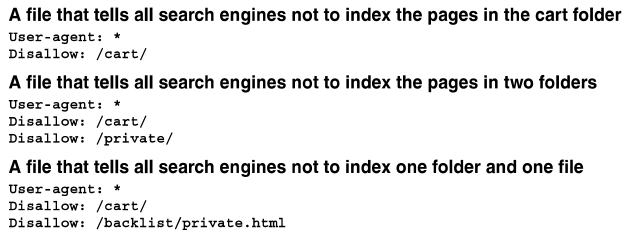 A file that tells all search engines not to index the pages in the cart folder
User-agent: *
Disallow: /cart/
A file that tells all search engines not to index the pages in two folders
User-agent: *
Disallow: /cart/
Disallow: /private/
A file that tells all search engines not to index one folder and one file
User-agent: *
Disallow: /cart/
Disallow: /backlist/private.html